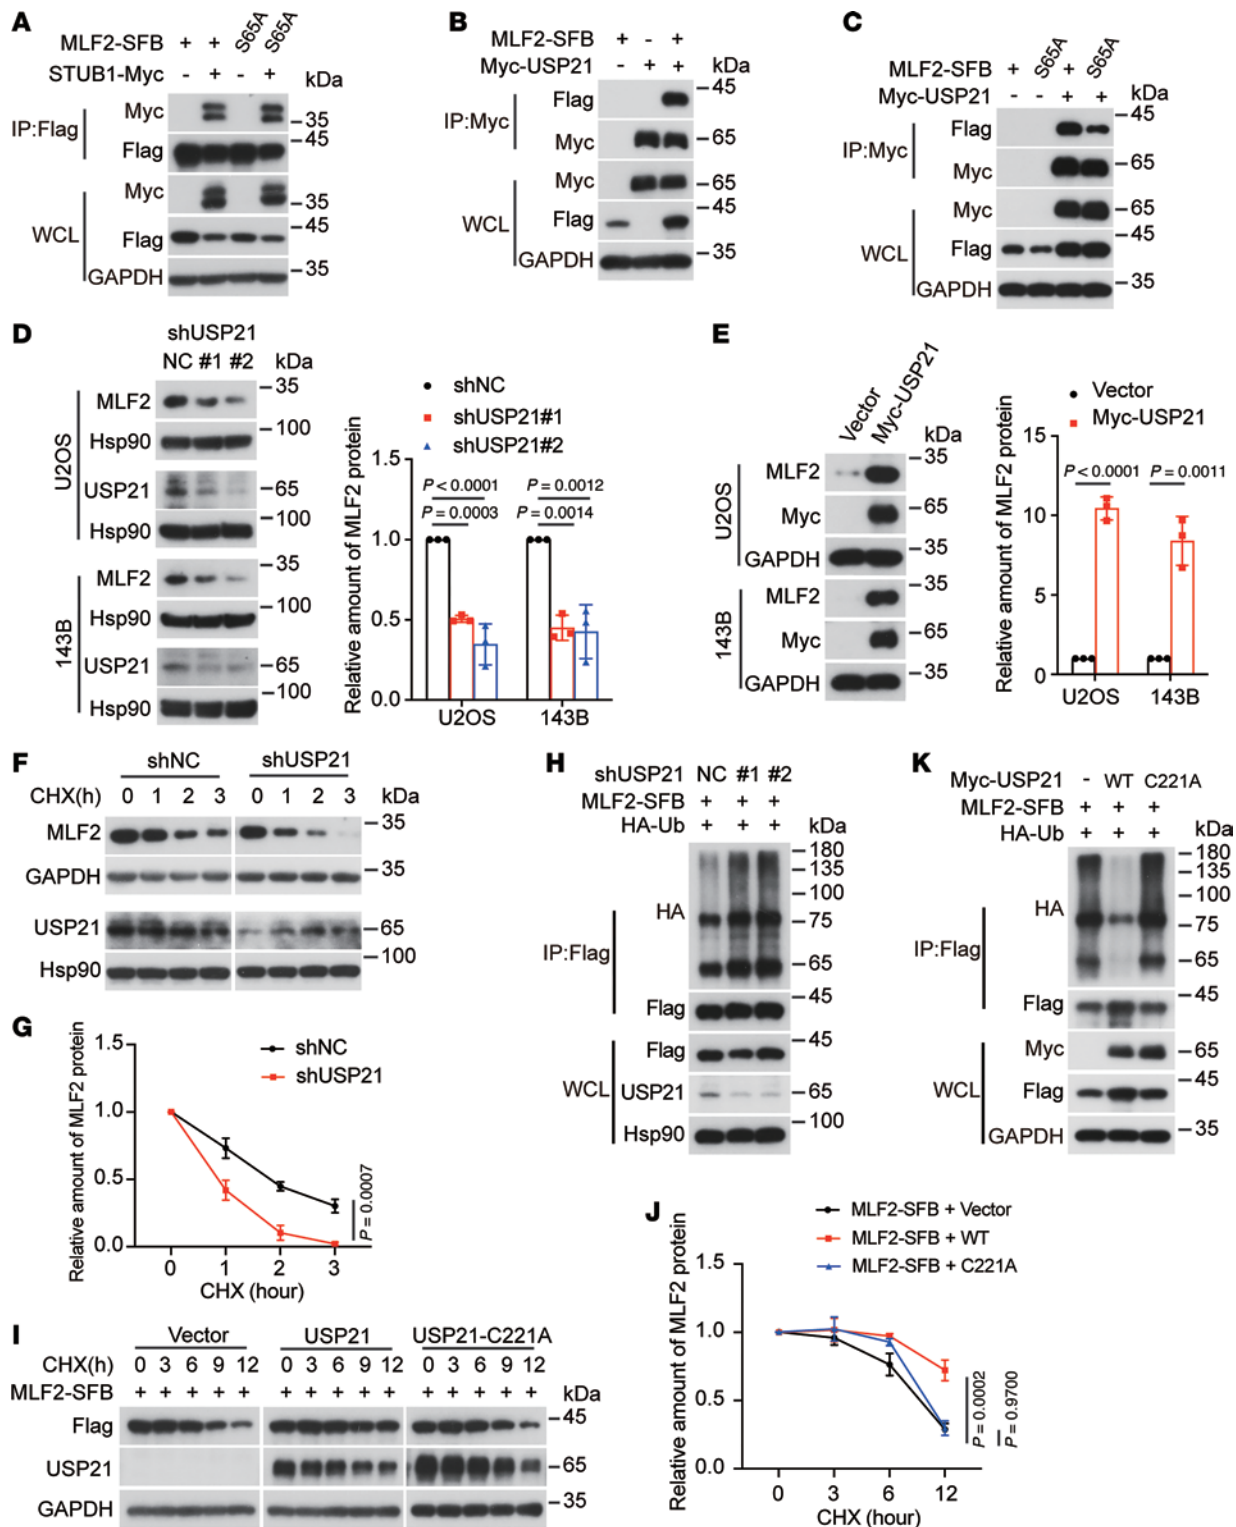 A
MLF2-SFB + + S65A S65A
STUB1-Myc - + - + kDa
IP:Flag
Myc 35
Flag 45
WCL
Myc 35
Flag 45
GAPDH 35
B
MLF2-SFB + - +
Myc-USP21 - + + kDa
IP:Myc
Flag 45
Myc 65
WCL
Myc 65
Flag 45
GAPDH 35
C
MLF2-SFB + S65A + S65A
Myc-USP21 - - + + kDa
IP:Myc
Flag 45
Myc 65
WCL
Myc 65
Flag 45
GAPDH 35
D
shUSP21
NC #1 #2 kDa
U2OS
MLF2 35
Hsp90 100
USP21 65
Hsp90 100
143B
MLF2 35
Hsp90 100
USP21 65
Hsp90 100
shNC
shUSP21#1
shUSP21#2
Relative amount of MLF2 protein
1.5
1.0
0.5
0.0
P < 0.0001 P = 0.0012
P = 0.0003 P = 0.0014
U2OS 143B
E
Vector Myc-USP21 kDa
U2OS
MLF2 35
Myc 65
GAPDH 35
143B
MLF2 35
Myc 65
GAPDH 35
Vector
Myc-USP21
Relative amount of MLF2 protein
15
10
5
0
P < 0.0001 P = 0.0011
U2OS 143B
F
shNC shUSP21
CHX(h) 0 1 2 3 0 1 2 3 kDa
MLF2 35
GAPDH 35
USP21 65
Hsp90 100
G
Relative amount of MLF2 protein
1.5
1.0
0.5
0.0
shNC
shUSP21
P = 0.0007
0 1 2 3
CHX (hour)
H
shUSP21 NC #1 #2
MLF2-SFB + + +
HA-Ub + + + kDa
IP:Flag
HA
180
135
100
75
65
Flag 45
WCL
Flag 45
USP21 65
Hsp90 100
K
Myc-USP21 - WT C221A
MLF2-SFB + + +
HA-Ub + + + kDa
IP:Flag
HA
180
135
100
75
65
Flag 45
WCL
Myc 65
Flag 45
GAPDH 35
I
Vector USP21 USP21-C221A
CHX(h) 0 3 6 9 12 0 3 6 9 12 0 3 6 9 12
MLF2-SFB + + + + + + + + + + + + + + + kDa
Flag 45
USP21 65
GAPDH 35
J
MLF2-SFB + Vector
MLF2-SFB + WT
MLF2-SFB + C221A
Relative amount of MLF2 protein
1.5
1.0
0.5
0.0
P = 0.0002
P = 0.9700
0 3 6 12
CHX (hour)